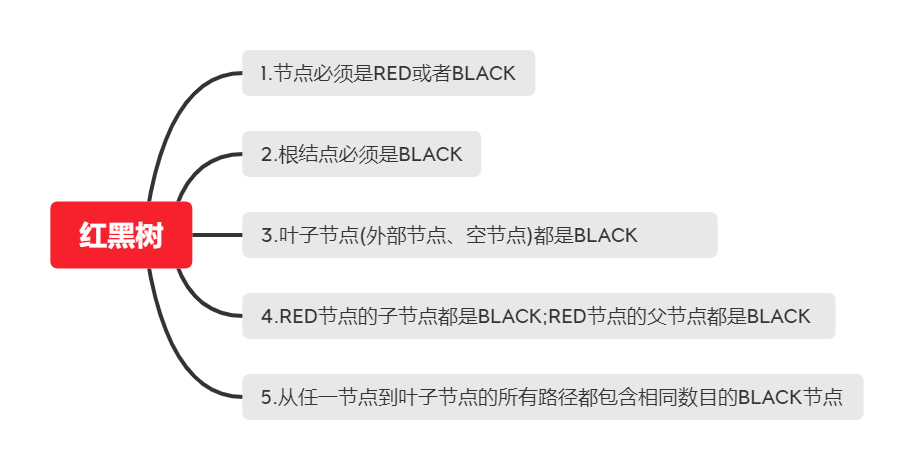 1.节点必须是RED或者BLACK
2.根结点必须是BLACK
红黑树
3.叶子节点(外部节点、空节点)都是BLACK
4.RED节点的子节点都是BLACK;RED节点的父节点都是BLACK
5.从任一节点到叶子节点的所有路径都包含相同数目的BLACK节点